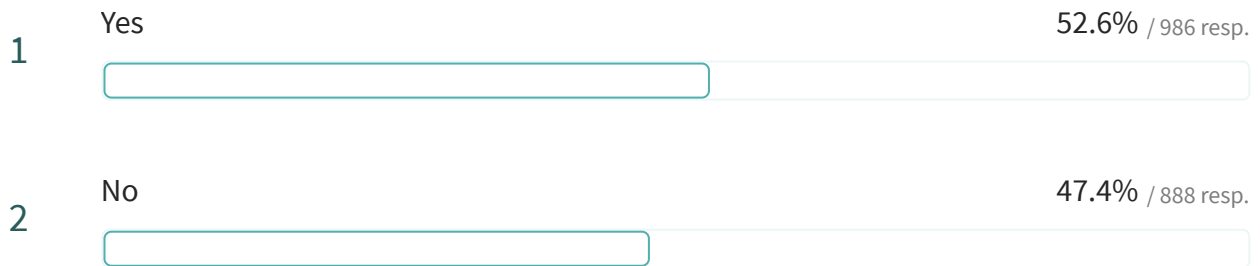 1 Yes 52.6% / 986 resp.
2 No 47.4% / 888 resp.